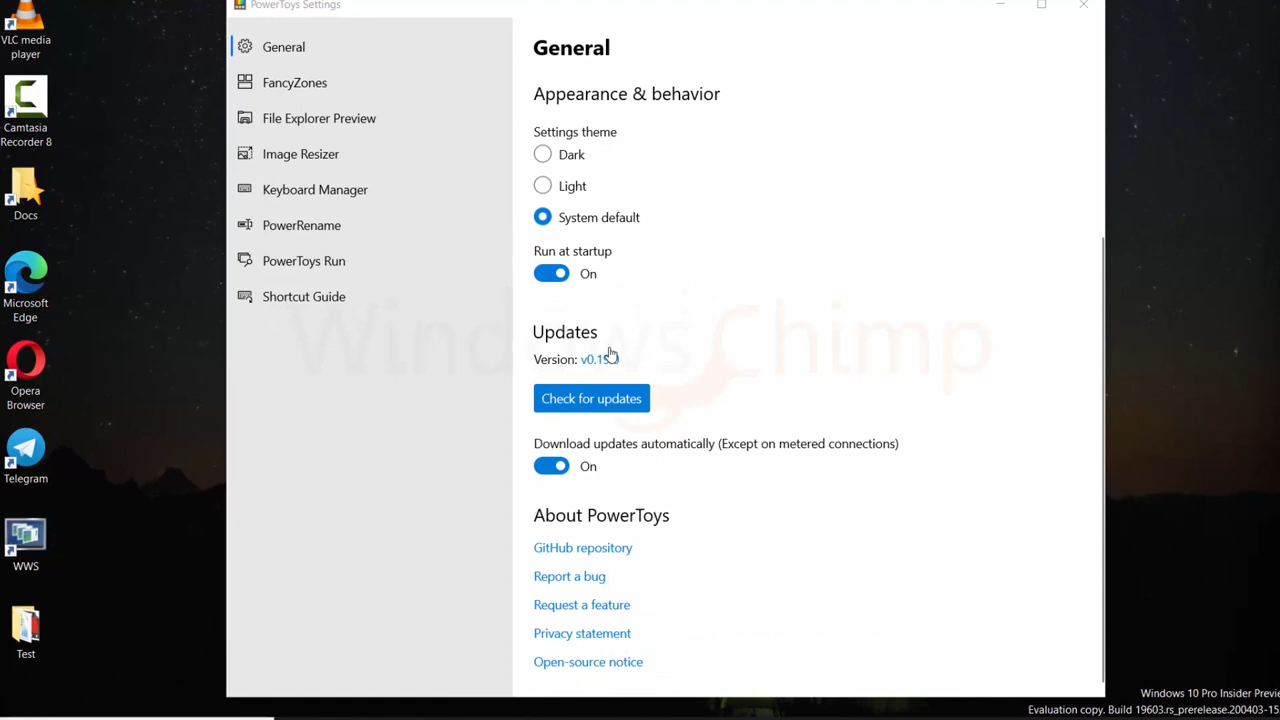 PowerToys Settings
VLC media
player
Camtasia
Recorder 8
Docs
Microsoft
Edge
Opera
Browser
Telegram
WWS
Test
General
FancyZones
File Explorer Preview
Image Resizer
Keyboard Manager
PowerRename
PowerToys Run
Shortcut Guide
General
Appearance & behavior
Settings theme
Dark
Light
System default
Run at startup
On
Windows Chimp
Updates
Version:
Check for updates
Download updates automatically (Except on metered connections)
On
About PowerToys
GitHub repository
Report a bug
Request a feature
Privacy statement
Open-source notice
Windows 10 Pro Insider
Evaluation copy. Build 19603.rs_prerelease.200403-15